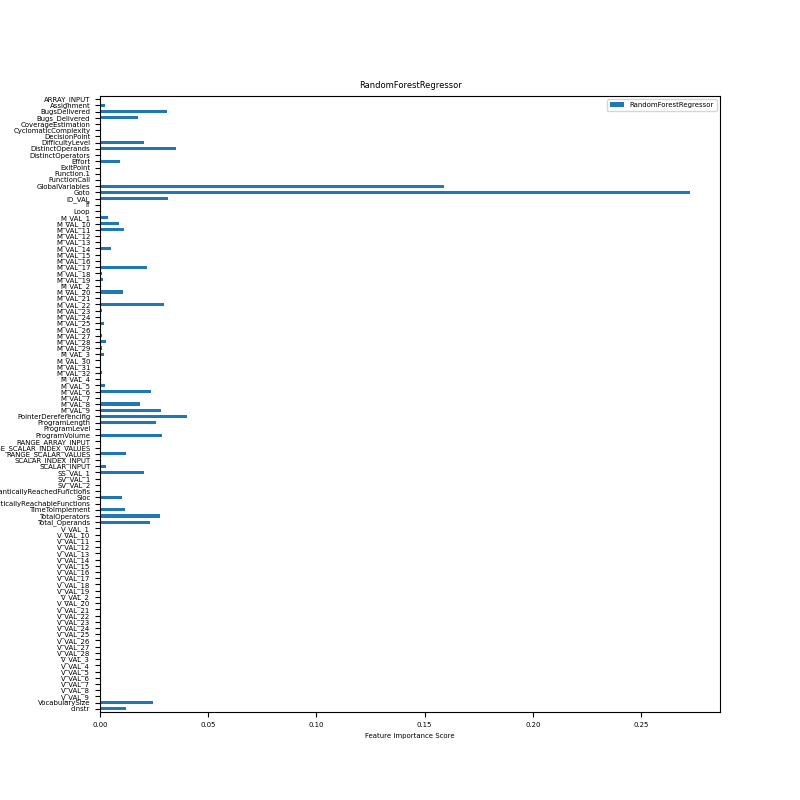 RandomForestRegressor
RandomForestRegressor
ARRAY_INPUT
Assignment
BugsDelivered
Bugs_Delivered
CoverageEstimation
CyclomaticComplexity
DecisionPoint
DifficultyLevel
DistinctOperands
DistinctOperators
Effort
ExitPoint
Function.1
FunctionCall
GlobalVariables
Goto
ID_VAL
If
Loop
M_VAL_1
M_VAL_10
M_VAL_11
M_VAL_12
M_VAL_13
M_VAL_14
M_VAL_15
M_VAL_16
M_VAL_17
M_VAL_18
M_VAL_19
M_VAL_2
M_VAL_20
M_VAL_21
M_VAL_22
M_VAL_23
M_VAL_24
M_VAL_25
M_VAL_26
M_VAL_27
M_VAL_28
M_VAL_29
M_VAL_3
M_VAL_30
M_VAL_31
M_VAL_32
M_VAL_4
M_VAL_5
M_VAL_6
M_VAL_7
M_VAL_8
M_VAL_9
PointerDereferencing
ProgramLength
ProgramLevel
ProgramVolume
RANGE_ARRAY_INPUT
E_SCALAR_INDEX_VALUES
RANGE_SCALAR_VALUES
SCALAR_INDEX_INPUT
SCALAR_INPUT
SS_VAL_1
SV_VAL_1
SV_VAL_2
anticallyReachedFunctions
Sloc
ticallyReachableFunctions
TimeToImplement
TotalOperators
Total_Operands
V_VAL_1
V_VAL_10
V_VAL_11
V_VAL_12
V_VAL_13
V_VAL_14
V_VAL_15
V_VAL_16
V_VAL_17
V_VAL_18
V_VAL_19
V_VAL_2
V_VAL_20
V_VAL_21
V_VAL_22
V_VAL_23
V_VAL_24
V_VAL_25
V_VAL_26
V_VAL_27
V_VAL_28
V_VAL_3
V_VAL_4
V_VAL_5
V_VAL_6
V_VAL_7
V_VAL_8
V_VAL_9
VocabularySize
dnstr
0.00 0.05 0.10 0.15 0.20 0.25
Feature Importance Score